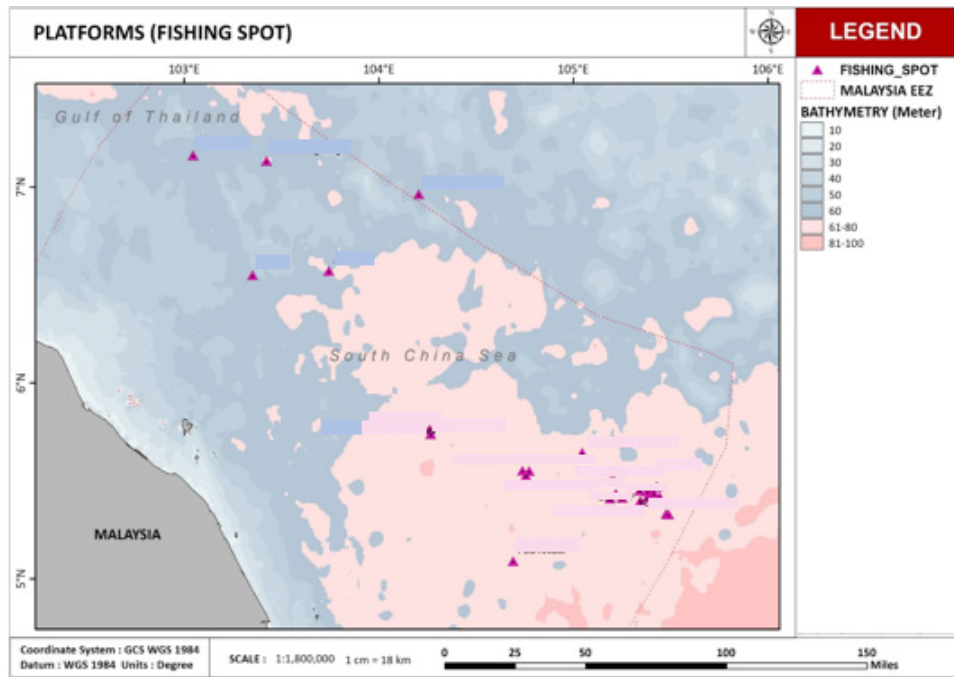 PLATFORMS (FISHING SPOT)
N
W
E
S
LEGEND
103°E
104°E
105°E
106°E
FISHING_SPOT
MALAYSIA EEZ
BATHYMETRY (Meter)
10
20
30
40
50
60
61-80
81-100
Gulf of Thailand
7°N
7°N
South China Sea
6°N
6°N
MALAYSIA
5°N
5°N
Coordinate System : GCS WGS 1984
Datum : WGS 1984 Units : Degree
SCALE : 1:1,800,000 1 cm = 18 km
0
25
50
100
150
Miles